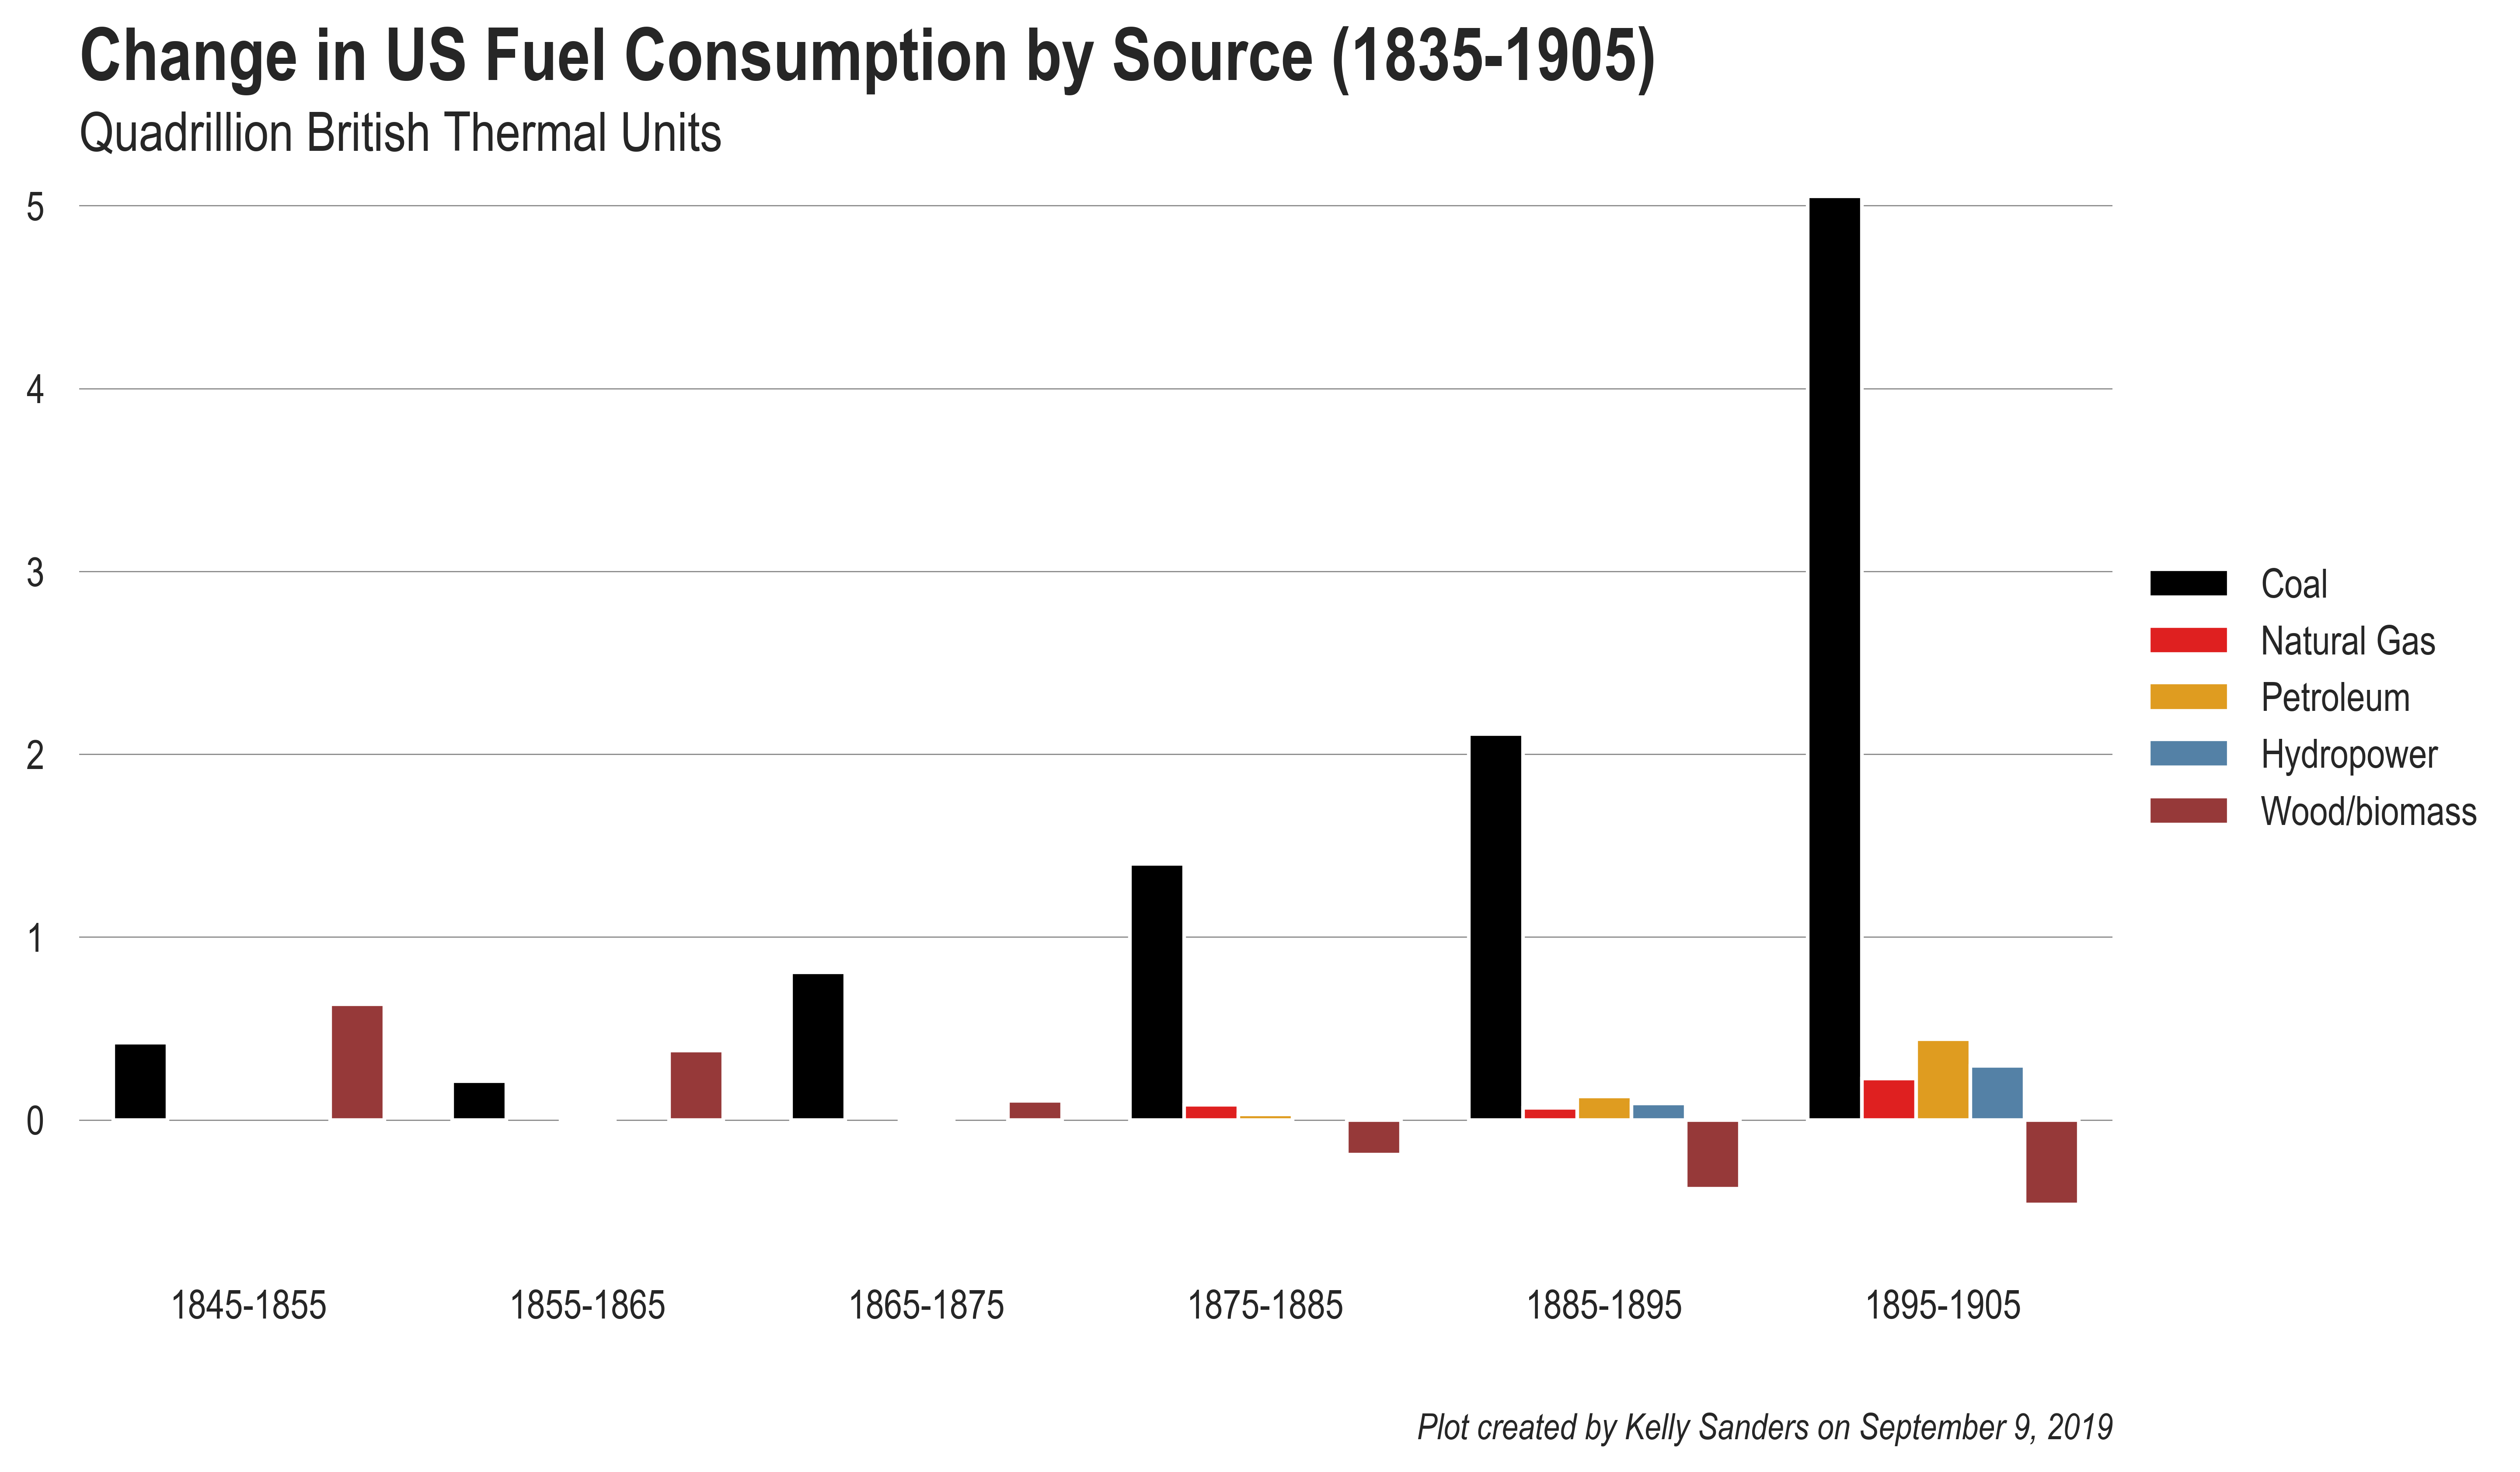 Change in US Fuel Consumption by Source (1835-1905)
Quadrillion British Thermal Units
5
4
3
2
1
0
Coal
Natural Gas
Petroleum
Hydropower
Wood/biomass
1845-1855 1855-1865 1865-1875 1875-1885 1885-1895 1895-1905
Plot created by Kelly Sanders on September 9, 2019